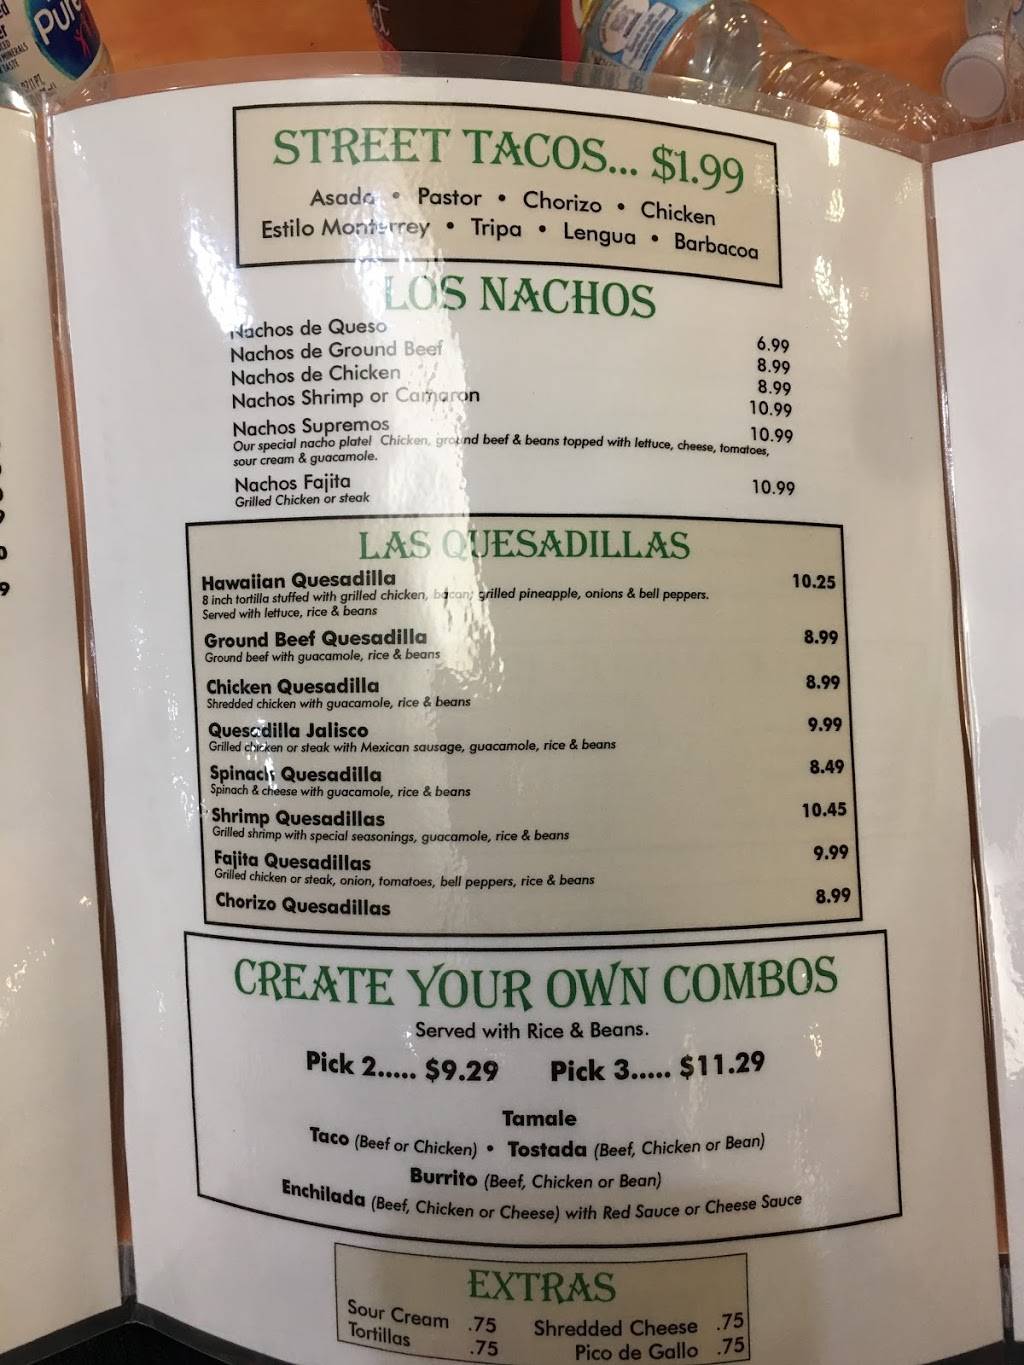 Pure
STREET TACOS... $1.99
Asada • Pastor • Chorizo • Chicken
Estilo Monterrey • Tripa • Lengua • Barbacoa
LOS NACHOS
Nachos de Queso 6.99
Nachos de Ground Beef 8.99
Nachos de Chicken 8.99
Nachos Shrimp or Camaron 10.99
Nachos Supremos 10.99
Our special nacho plate! Chicken, ground beef & beans topped with lettuce, cheese, tomatoes,
sour cream & guacamole.
Nachos Fajita 10.99
Grilled Chicken or steak
LAS QUESADILLAS
Hawaiian Quesadilla 10.25
8 inch tortilla stuffed with grilled chicken, bacon, grilled pineapple, onions & bell peppers.
Served with lettuce, rice & beans
Ground Beef Quesadilla 8.99
Ground beef with guacamole, rice & beans
Chicken Quesadilla 8.99
Shredded chicken with guacamole, rice & beans
Quesadilla Jalisco 9.99
Grilled chicken or steak with Mexican sausage, guacamole, rice & beans
Spinach Quesadilla 8.49
Spinach & cheese with guacamole, rice & beans
Shrimp Quesadillas 10.45
Grilled shrimp with special seasonings, guacamole, rice & beans
Fajita Quesadillas 9.99
Grilled chicken or steak, onion, tomatoes, bell peppers, rice & beans
Chorizo Quesadillas 8.99
CREATE YOUR OWN COMBOS
Served with Rice & Beans.
Pick 2..... $9.29 Pick 3..... $11.29
Tamale
Taco (Beef or Chicken) • Tostada (Beef, Chicken or Bean)
Burrito (Beef, Chicken or Bean)
Enchilada (Beef, Chicken or Cheese) with Red Sauce or Cheese Sauce
EXTRAS
Sour Cream .75 Shredded Cheese .75
Tortillas .75 Pico de Gallo .75